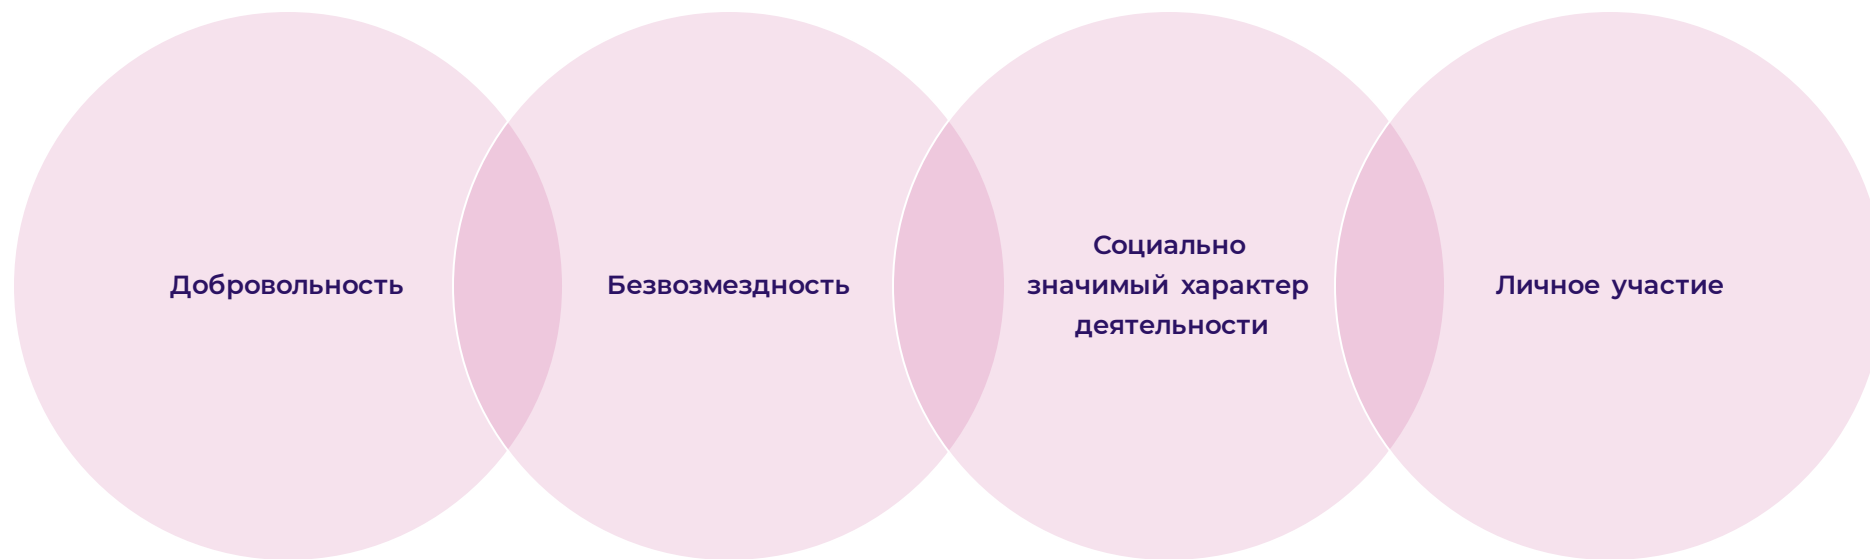 Добровольность
Безвозмездность
Социально
значимый характер
деятельности
Личное участие